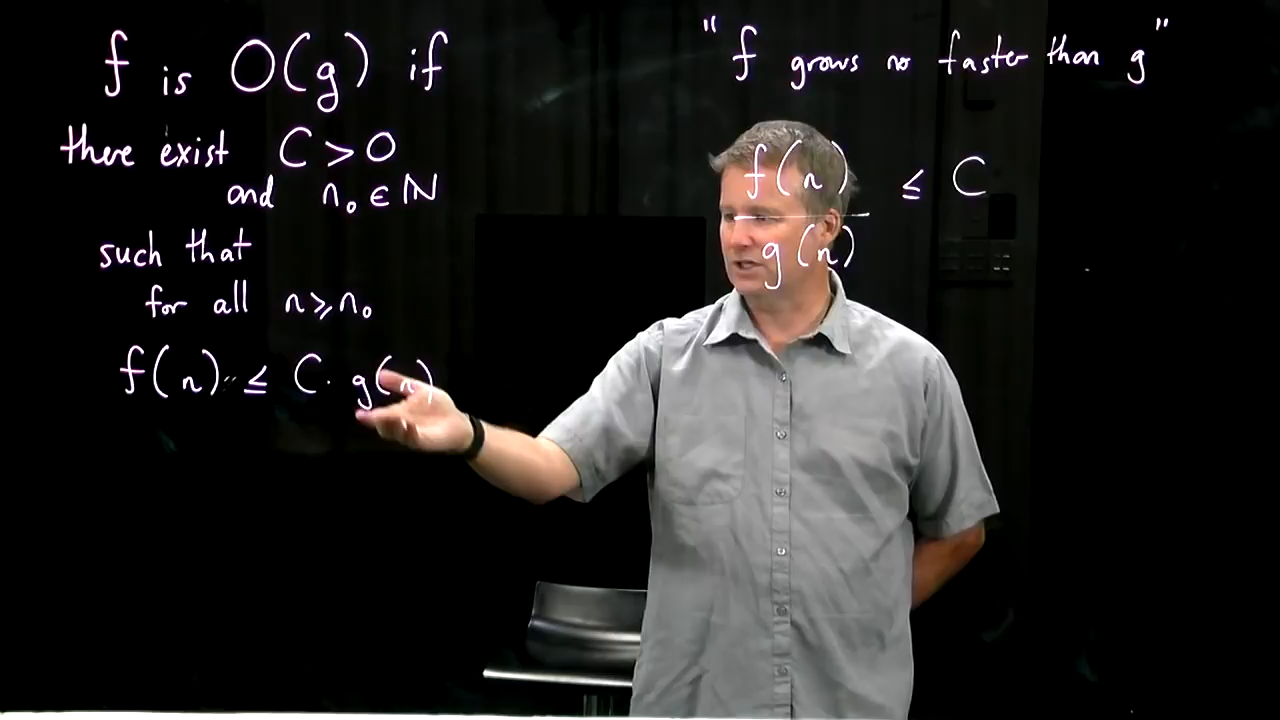 f is O(g) if
there exist C > 0
and n₀ ∈ ℕ
such that
for all n ≥ n₀
f(n) ≤ C · g(n)
"f grows no faster than g"
f(n)
g(n)
≤ C